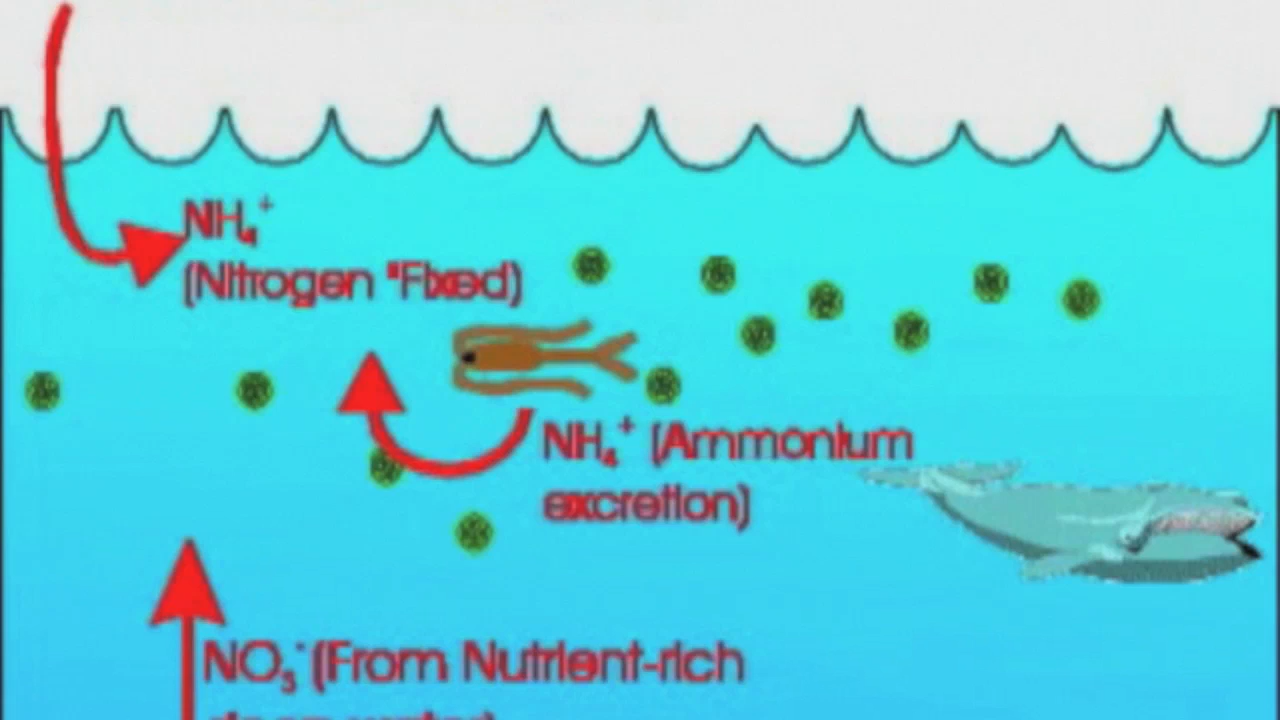 NH₄⁺
(Nitrogen "Fixed)
NH₄⁺ (Ammonium
excretion)
NO₃⁻ (From Nutrient-rich